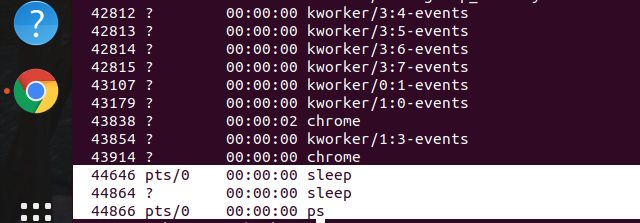 42812 ?        00:00:00 kworker/3:4-events
42813 ?        00:00:00 kworker/3:5-events
42814 ?        00:00:00 kworker/3:6-events
42815 ?        00:00:00 kworker/3:7-events
43107 ?        00:00:00 kworker/0:1-events
43179 ?        00:00:00 kworker/1:0-events
43838 ?        00:00:02 chrome
43854 ?        00:00:00 kworker/1:3-events
43914 ?        00:00:00 chrome
44646 pts/0    00:00:00 sleep
44864 ?        00:00:00 sleep
44866 pts/0    00:00:00 ps